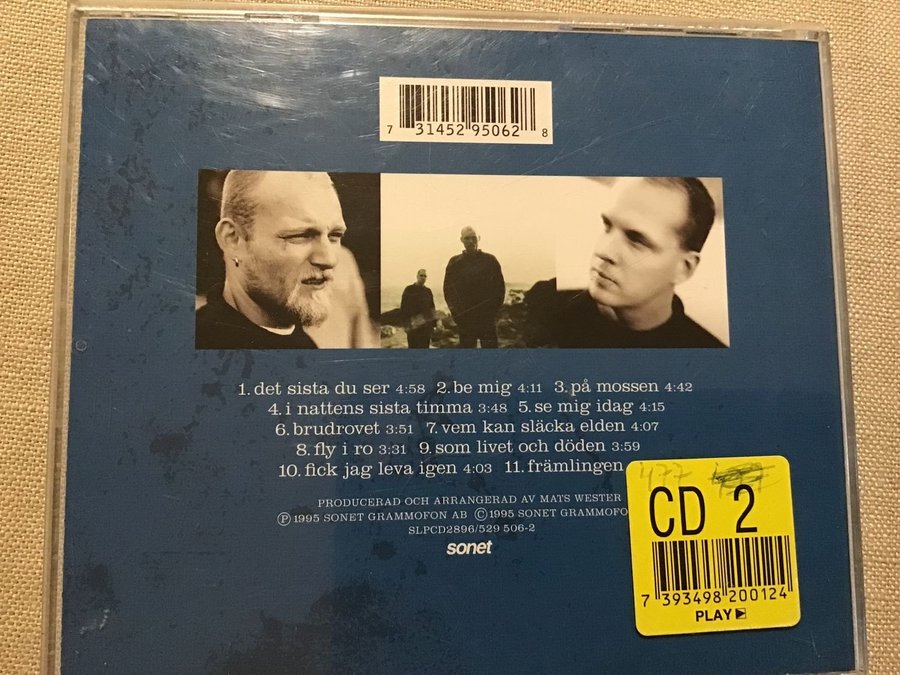 7 31452 95062 8
1. det sista du ser 4:58 2. be mig 4:11 3. på mossen 4:42
4. i nattens sista timma 3:48 5. se mig idag 4:15
6. brudrovet 3:51 7. vem kan släcka elden 4:07
8. fly i ro 3:31 9. som livet och döden 3:59
10. fick jag leva igen 4:03 11. främlingen
PRODUCERAD OCH ARRANGERAD AV MATS WESTER
Ⓟ 1995 SONET GRAMMOFON AB Ⓒ 1995 SONET GRAMMOFO
SLPCD2896/529 506-2
sonet
477
CD 2
7 393498 200124
PLAY